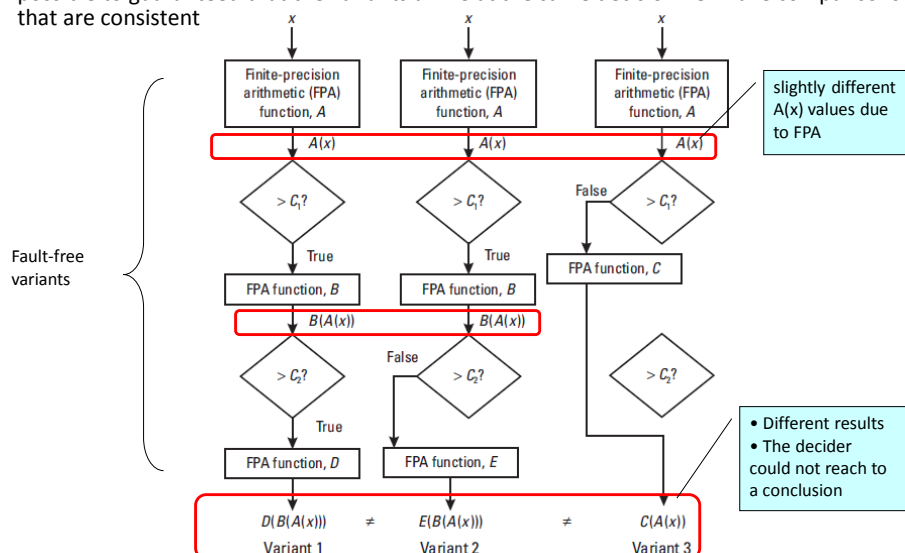 that are consistent
x x x
Finite-precision arithmetic (FPA) function, A
Finite-precision arithmetic (FPA) function, A
Finite-precision arithmetic (FPA) function, A
slightly different
A(x) values due
to FPA
A(x) A(x) A(x)
> C₁? > C₁? False > C₁?
True True
Fault-free
variants
FPA function, B FPA function, B FPA function, C
B(A(x)) B(A(x))
> C₂? False > C₂? > C₂?
True
FPA function, D FPA function, E
• Different results
• The decider
could not reach to
a conclusion
D(B(A(x))) ≠ E(B(A(x))) ≠ C(A(x))
Variant 1 Variant 2 Variant 3